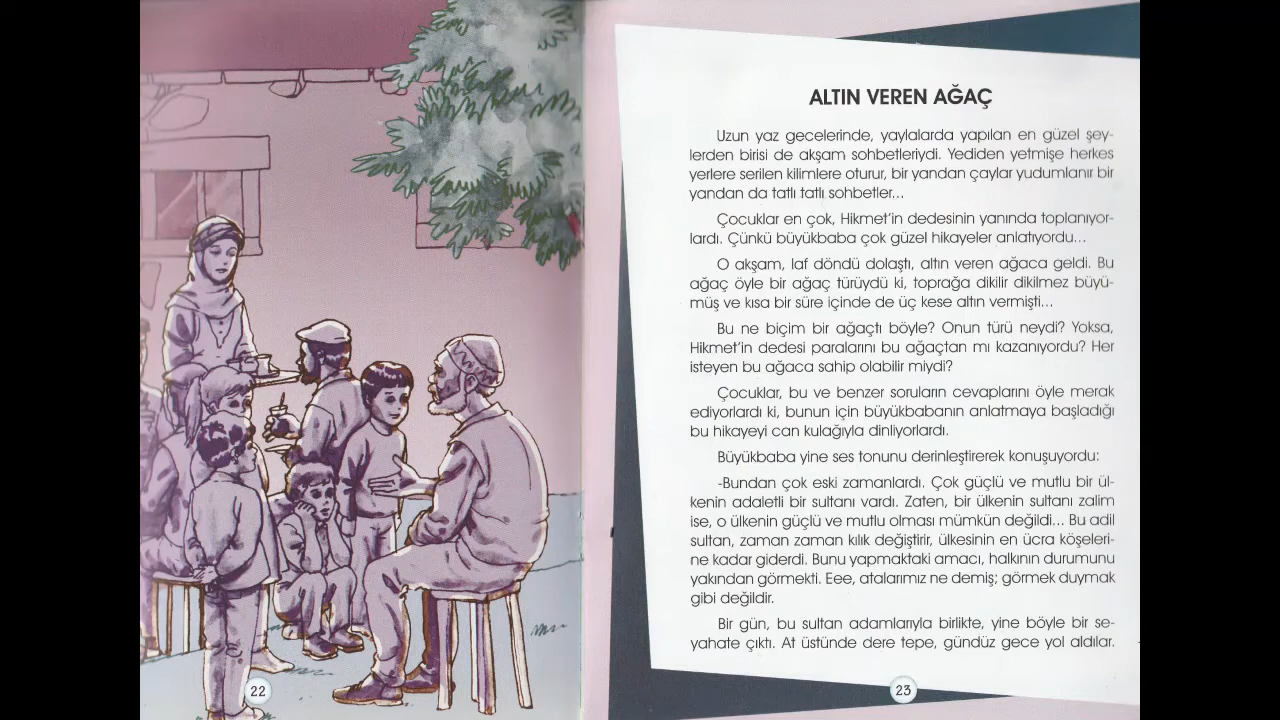 ALTIN VEREN AĞAÇ
Uzun yaz gecelerinde, yaylalarda yapılan en güzel şey-
lerden birisi de akşam sohbetleriydi. Yediden yetmişe herkes
yerlere serilen kilimlere oturur, bir yandan çaylar yudumlanır bir
yandan da tatlı tatlı sohbetler...
Çocuklar en çok, Hikmet'in dedesinin yanında toplanıyor-
lardı. Çünkü büyükbaba çok güzel hikayeler anlatıyordu...
O akşam, laf döndü dolaştı, altın veren ağaca geldi. Bu
ağaç öyle bir ağaç türüydü ki, toprağa dikilir dikilmez büyü-
müş ve kısa bir süre içinde de üç kese altın vermişti...
Bu ne biçim bir ağaçtı böyle? Onun türü neydi? Yoksa,
Hikmet'in dedesi paralarını bu ağaçtan mı kazanıyordu? Her
isteyen bu ağaca sahip olabilir miydi?
Çocuklar, bu ve benzer soruların cevaplarını öyle merak
ediyorlardı ki, bunun için büyükbabanın anlatmaya başladığı
bu hikayeyi can kulağıyla dinliyorlardı.
Büyükbaba yine ses tonunu derinleştirerek konuşuyordu:
-Bundan çok eski zamanlardı. Çok güçlü ve mutlu bir ül-
kenin adaletli bir sultanı vardı. Zaten, bir ülkenin sultanı zalim
ise, o ülkenin güçlü ve mutlu olması mümkün değildi... Bu adil
sultan, zaman zaman kılık değiştirir, ülkesinin en ücra köşeleri-
ne kadar giderdi. Bunu yapmaktaki amacı, halkının durumunu
yakından görmekti. Eee, atalarımız ne demiş; görmek duymak
gibi değildir.
Bir gün, bu sultan adamlarıyla birlikte, yine böyle bir se-
yahate çıktı. At üstünde dere tepe, gündüz gece yol aldılar.
22
23